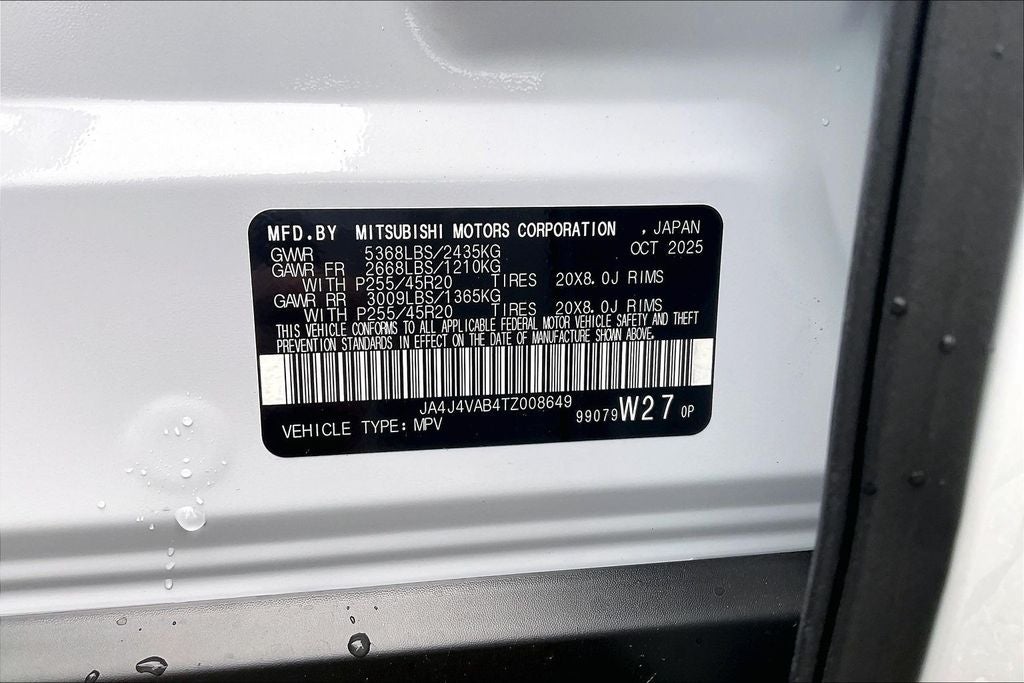 MFD.BY MITSUBISHI MOTORS CORPORATION , JAPAN
OCT 2025
GVWR 5368LBS/2435KG
GAWR FR 2668LBS/1210KG
WITH P255/45R20 TIRES 20X8.0J RIMS
GAWR RR 3009LBS/1365KG
WITH P255/45R20 TIRES 20X8.0J RIMS
THIS VEHICLE CONFORMS TO ALL APPLICABLE FEDERAL MOTOR VEHICLE SAFETY AND THEFT
PREVENTION STANDARDS IN EFFECT ON THE DATE OF MANUFACTURE SHOWN ABOVE.
JA4J4VAB4TZ008649
VEHICLE TYPE: MPV 99079 W27 0P